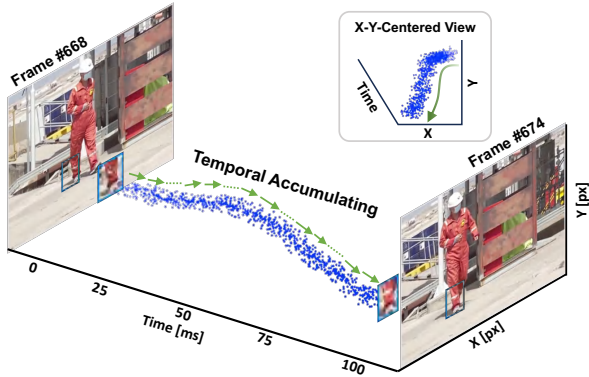 Frame #668
X-Y-Centered View
Time
Y
X
Frame #674
Temporal Accumulating
Y [px]
X [px]
0
25
50
75
100
Time [ms]